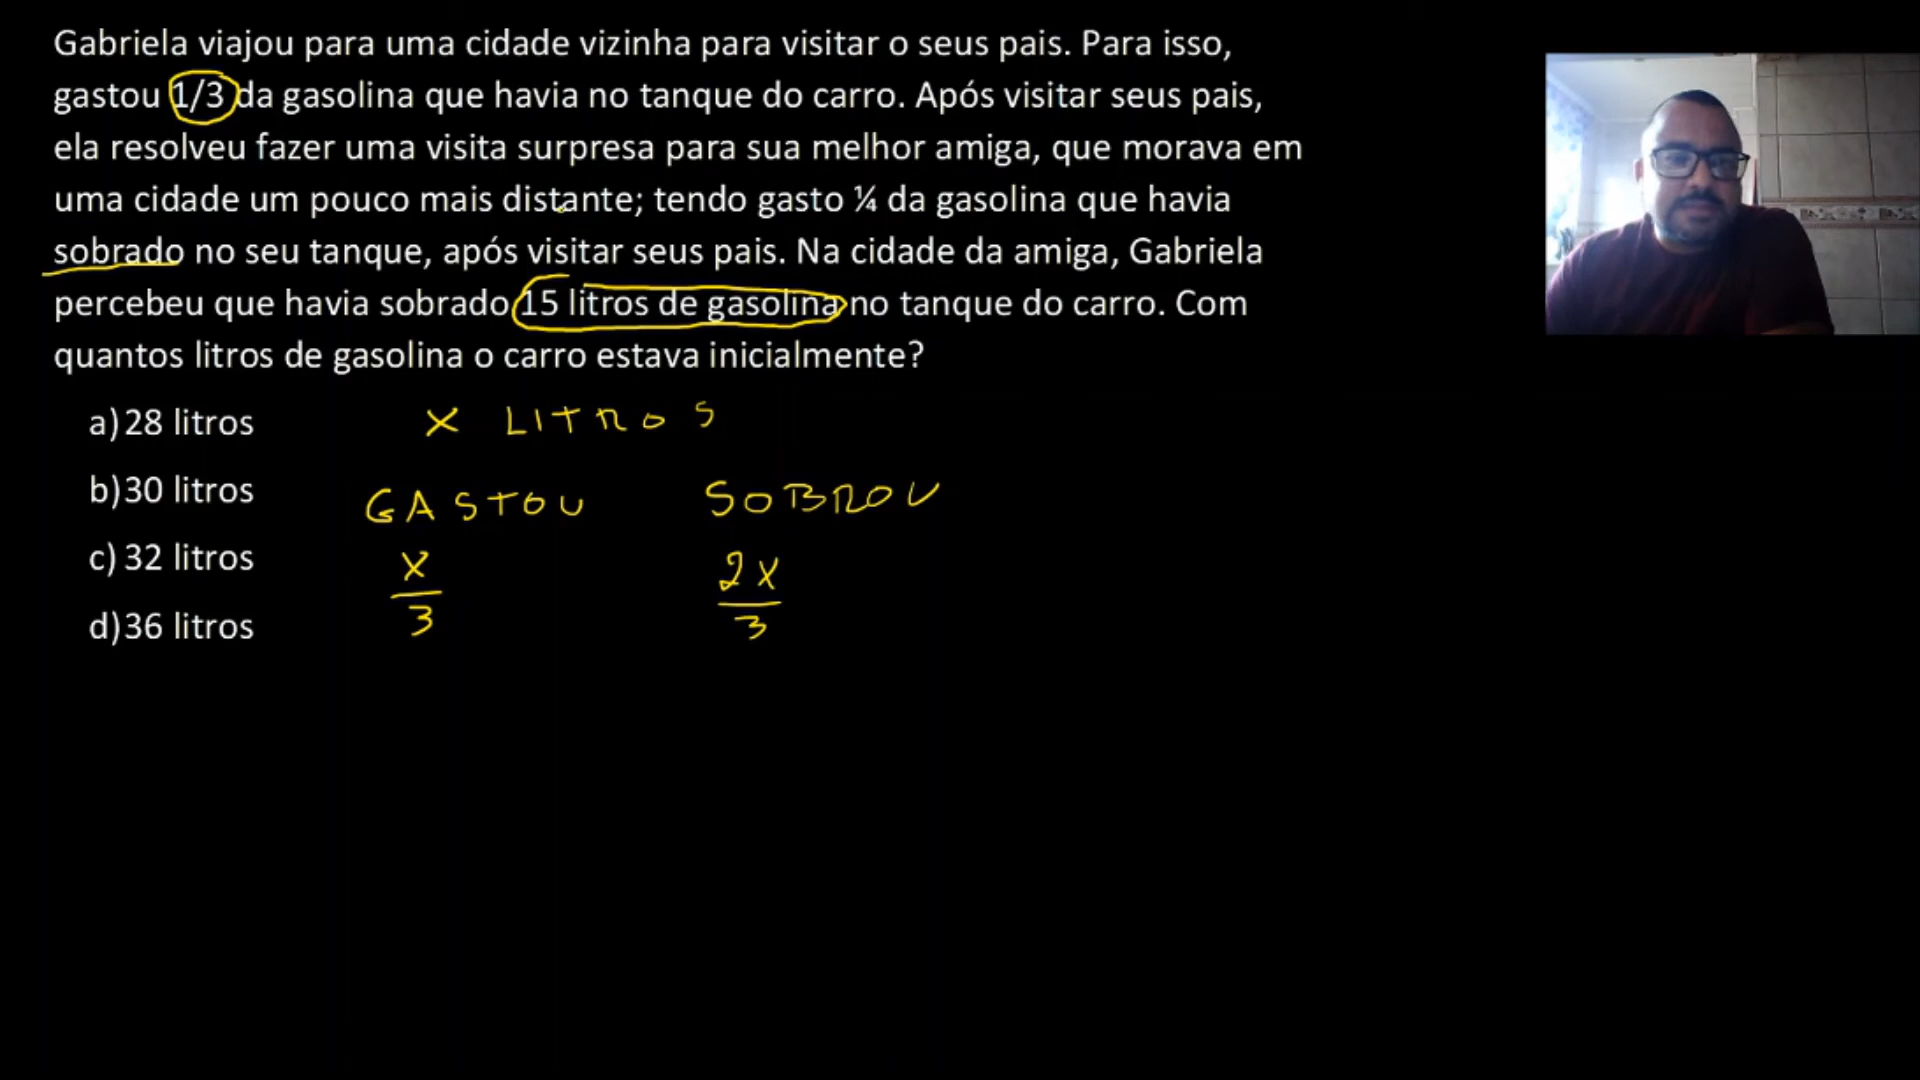 Gabriela viajou para uma cidade vizinha para visitar o seus pais. Para isso,
gastou 1/3 da gasolina que havia no tanque do carro. Após visitar seus pais,
ela resolveu fazer uma visita surpresa para sua melhor amiga, que morava em
uma cidade um pouco mais distante; tendo gasto ¼ da gasolina que havia
sobrado no seu tanque, após visitar seus pais. Na cidade da amiga, Gabriela
percebeu que havia sobrado 15 litros de gasolina no tanque do carro. Com
quantos litros de gasolina o carro estava inicialmente?
a) 28 litros
X LITROS
b) 30 litros
GASTOU SOBROU
c) 32 litros
x/3 2x/3
d) 36 litros